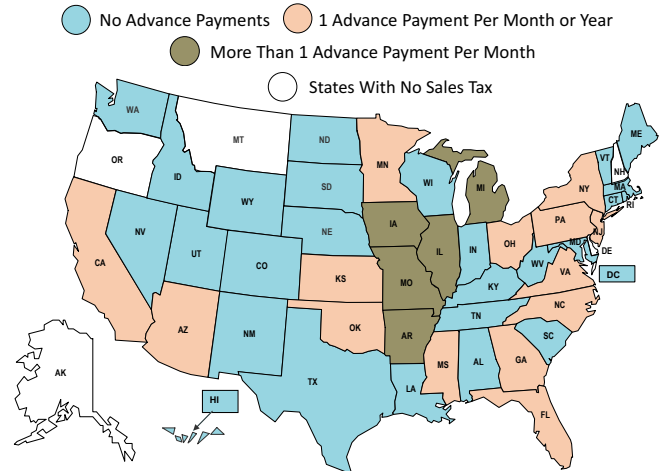 No Advance Payments 1 Advance Payment Per Month or Year
More Than 1 Advance Payment Per Month
States With No Sales Tax
WA
MT
ND
MN
ME
VT
NH
OR
ID
SD
WI
MI
NY
MA
CT
RI
WY
NE
IA
PA
NJ
NV
UT
CO
IL
IN
OH
MD
DE
DC
CA
KS
MO
KY
WV
VA
AZ
NM
OK
AR
TN
NC
SC
TX
LA
MS
AL
GA
FL
AK
HI